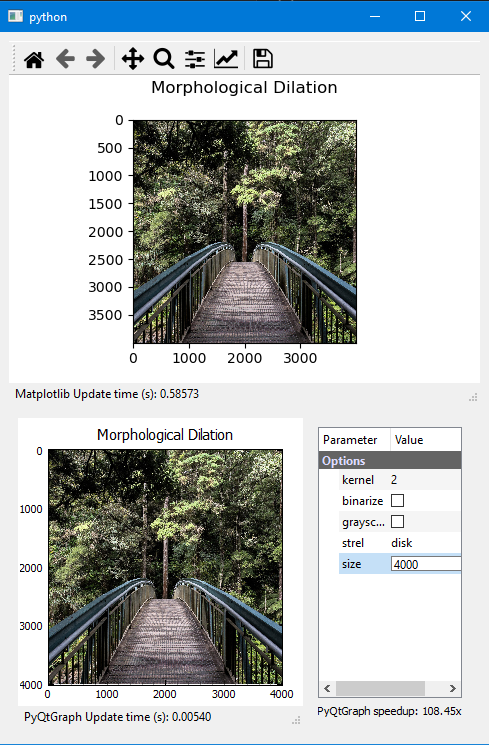 python
Morphological Dilation
0
500
1000
1500
2000
2500
3000
3500
0 1000 2000 3000
Matplotlib Update time (s): 0.58573
Morphological Dilation
0
1000
2000
3000
4000
0 1000 2000 3000 4000
PyQtGraph Update time (s): 0.00540
Parameter Value
Options
kernel 2
binarize
graysc...
strel disk
size 4000
PyQtGraph speedup: 108.45x